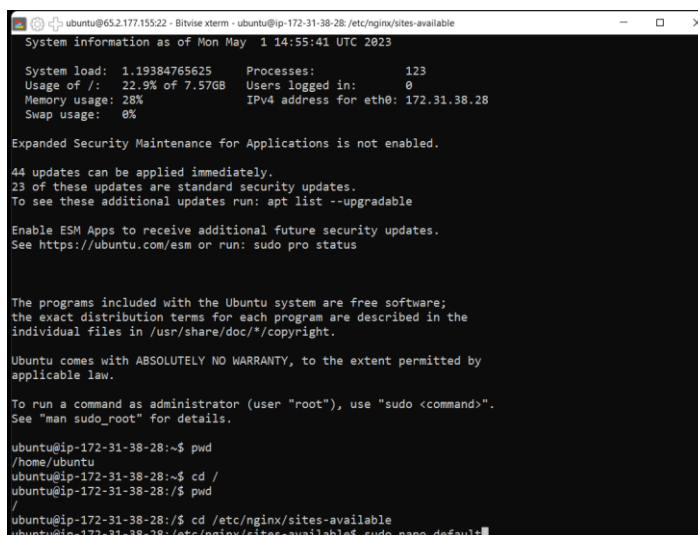 ubuntu@65.2.177.155:22 - Bitvise xterm - ubuntu@ip-172-31-38-28: /etc/nginx/sites-available
System information as of Mon May  1 14:55:41 UTC 2023
System load:  1.19384765625     Processes:             123
Usage of /:   22.9% of 7.57GB   Users logged in:       0
Memory usage: 28%               IPv4 address for eth0: 172.31.38.28
Swap usage:   0%
Expanded Security Maintenance for Applications is not enabled.
44 updates can be applied immediately.
23 of these updates are standard security updates.
To see these additional updates run: apt list --upgradable
Enable ESM Apps to receive additional future security updates.
See https://ubuntu.com/esm or run: sudo pro status
The programs included with the Ubuntu system are free software;
the exact distribution terms for each program are described in the
individual files in /usr/share/doc/*/copyright.
Ubuntu comes with ABSOLUTELY NO WARRANTY, to the extent permitted by
applicable law.
To run a command as administrator (user "root"), use "sudo <command>".
See "man sudo_root" for details.
ubuntu@ip-172-31-38-28:~$ pwd
/home/ubuntu
ubuntu@ip-172-31-38-28:~$ cd /
ubuntu@ip-172-31-38-28:/$ pwd
/
ubuntu@ip-172-31-38-28:/$ cd /etc/nginx/sites-available
ubuntu@ip-172-31-38-28:/etc/nginx/sites-available$ sudo nano default